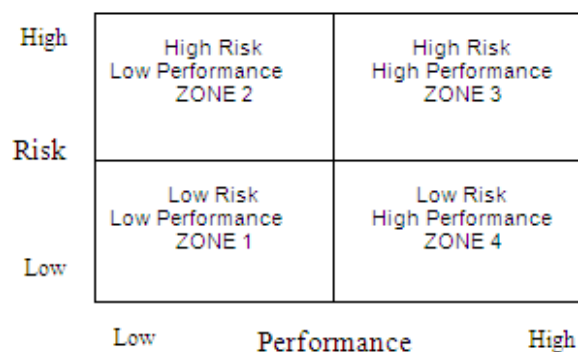 High
High Risk
Low Performance
ZONE 2
High Risk
High Performance
ZONE 3
Risk
Low Risk
Low Performance
ZONE 1
Low Risk
High Performance
ZONE 4
Low
Low
Performance
High